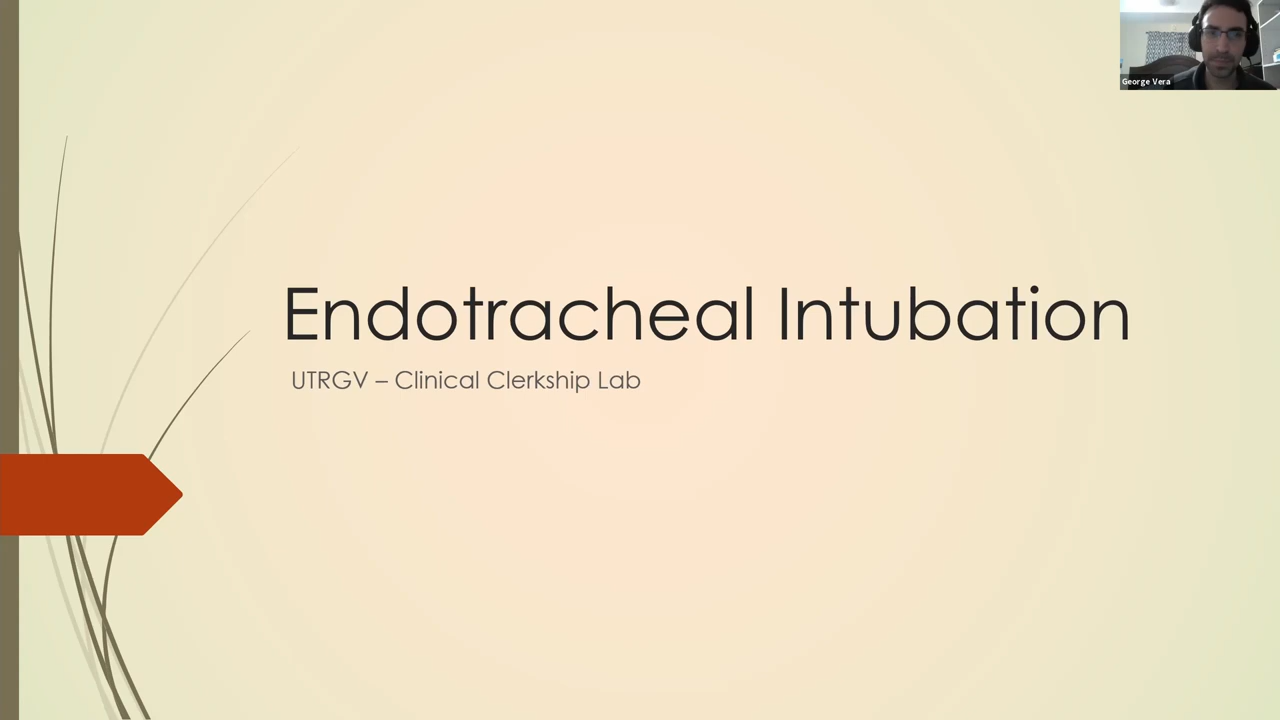 George Vera
Endotracheal Intubation
UTRGV – Clinical Clerkship Lab